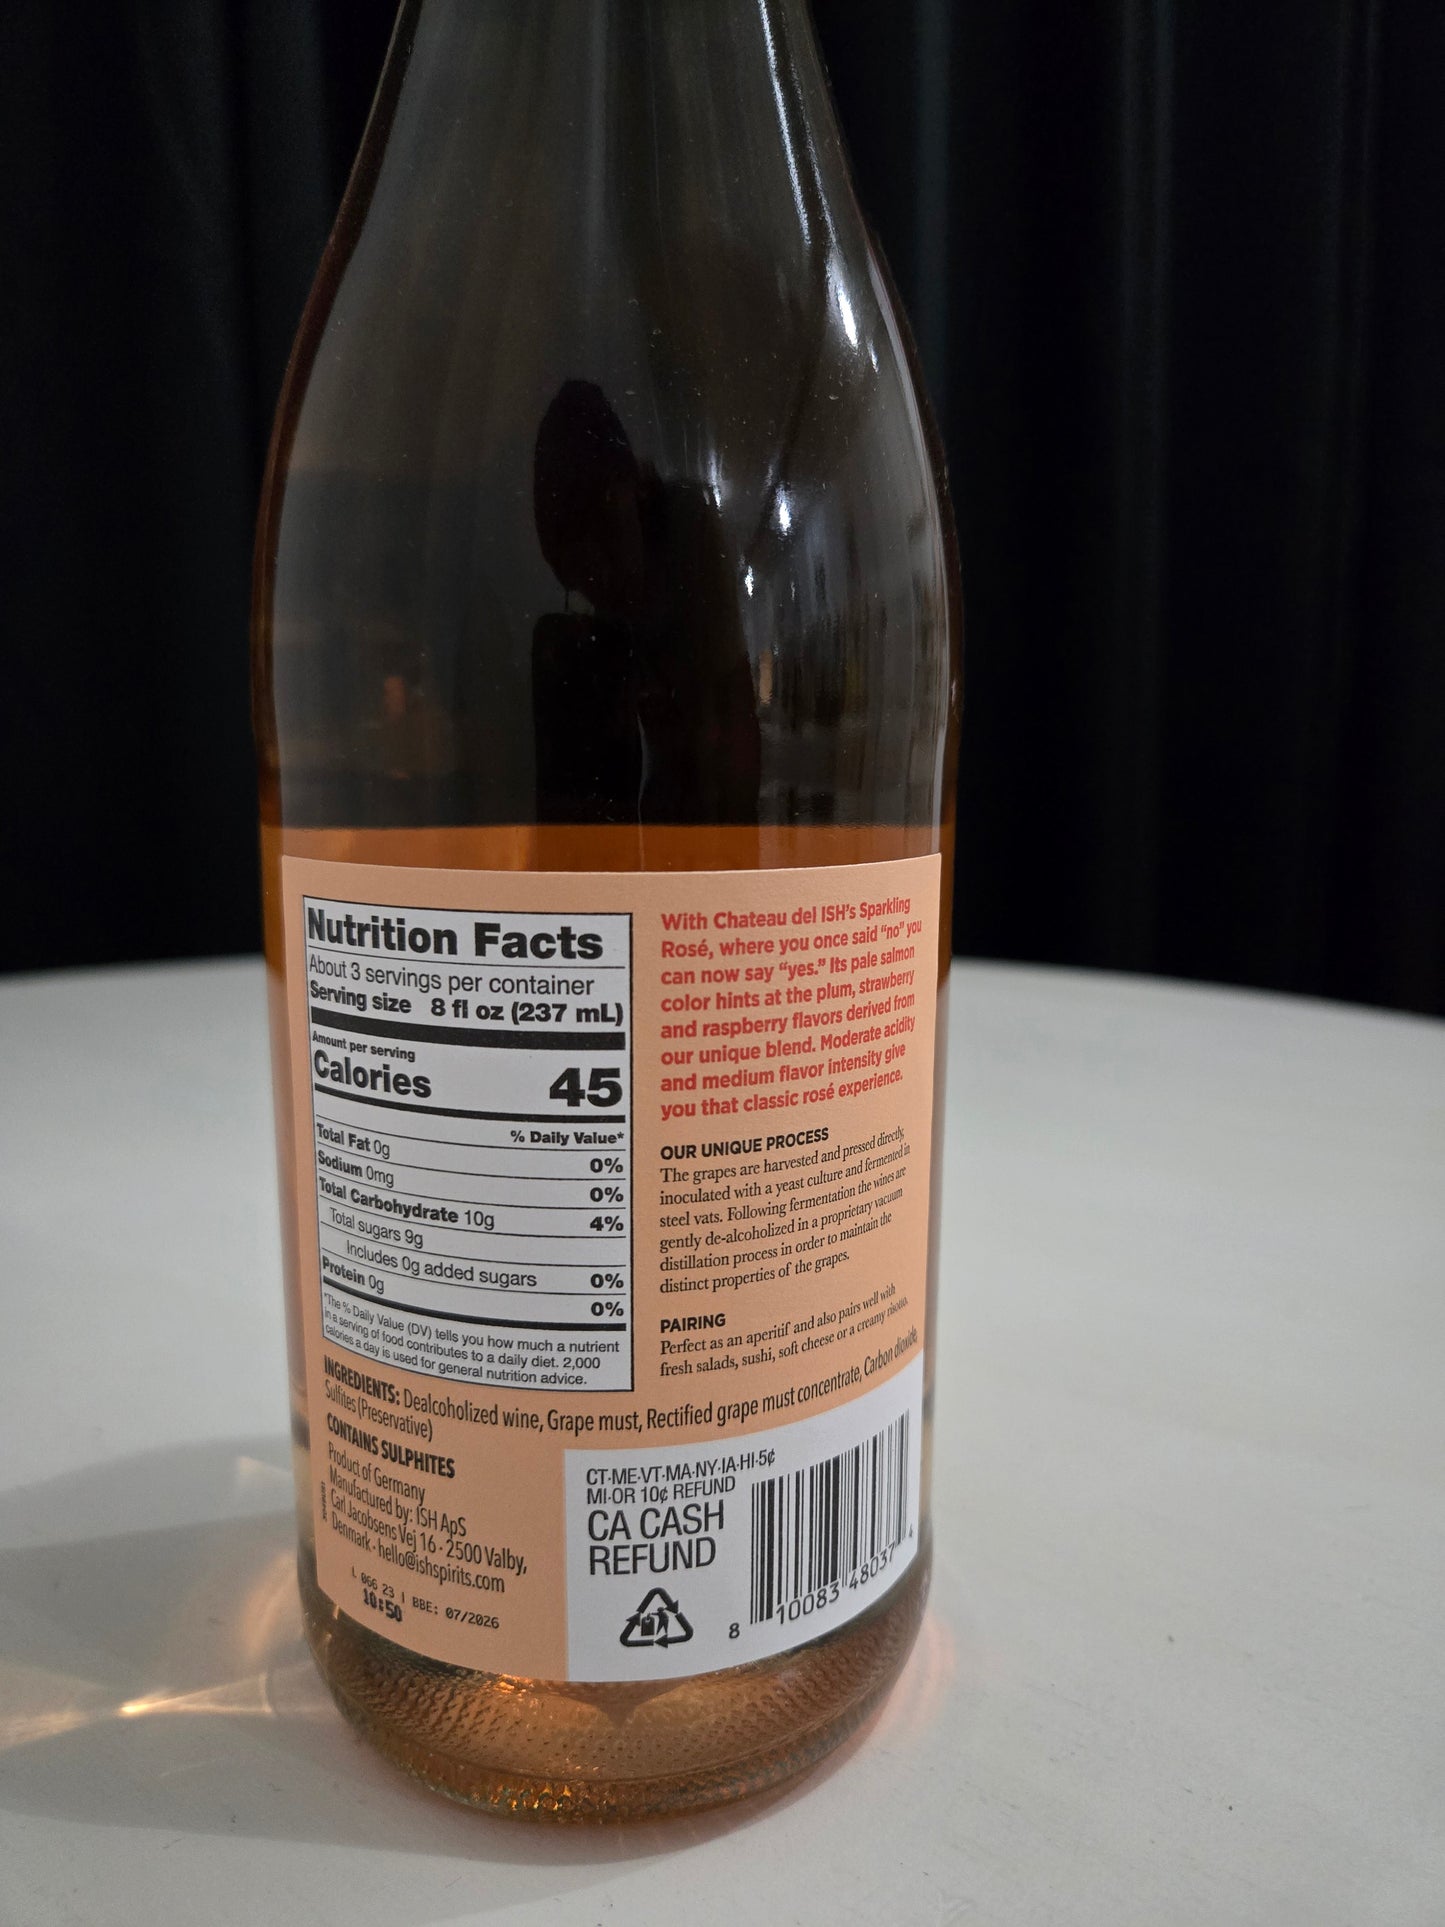 Nutrition Facts
About 3 servings per container
Serving size 8 fl oz (237 mL)
Amount per serving
Calories 45
% Daily Value*
Total Fat 0g 0%
Sodium 0mg 0%
Total Carbohydrate 10g 4%
Total sugars 9g
Includes 0g added sugars 0%
Protein 0g 0%
*The % Daily Value (DV) tells you how much a nutrient
in a serving of food contributes to a daily diet. 2,000
calories a day is used for general nutrition advice.
With Chateau del ISH's Sparkling
Rosé, where you once said "no" you
can now say "yes." Its pale salmon
color hints at the plum, strawberry
and raspberry flavors derived from
our unique blend. Moderate acidity
and medium flavor intensity give
you that classic rosé experience.
OUR UNIQUE PROCESS
The grapes are harvested and pressed directly,
inoculated with a yeast culture and fermented in
steel vats. Following fermentation the wines are
gently de-alcoholized in a proprietary vacuum
distillation process in order to maintain the
distinct properties of the grapes.
PAIRING
Perfect as an aperitif and also pairs well with
fresh salads, sushi, soft cheese or a creamy risotto.
INGREDIENTS: Dealcoholized wine, Grape must, Rectified grape must concentrate, Carbon dioxide,
Sulfites (Preservative)
CONTAINS SULPHITES
Product of Germany
Manufactured by: ISH ApS
Carl Jacobsens Vej 16 · 2500 Valby,
Denmark · hello@ishspirits.com
L 066 23 | BBE: 07/2026
10:50
CT·ME·VT·MA·NY·IA·HI·5¢
MI·OR 10¢ REFUND
CA CASH
REFUND
8 10083 48037 4